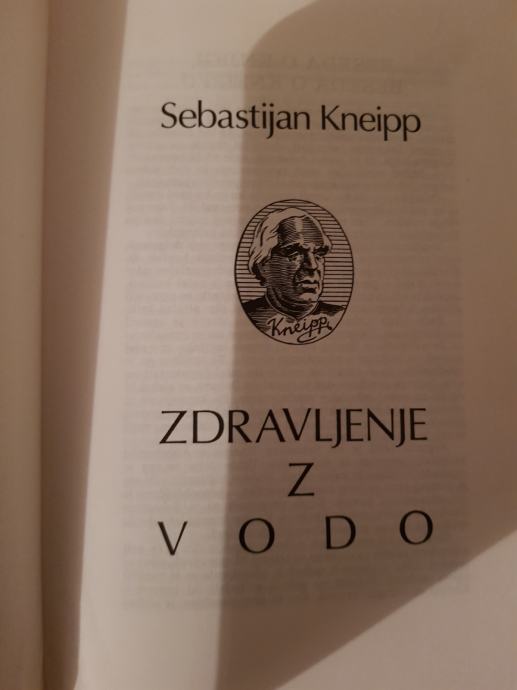 Sebastijan Kneipp
Kneipp
ZDRAVLJENJE
Z
VODO